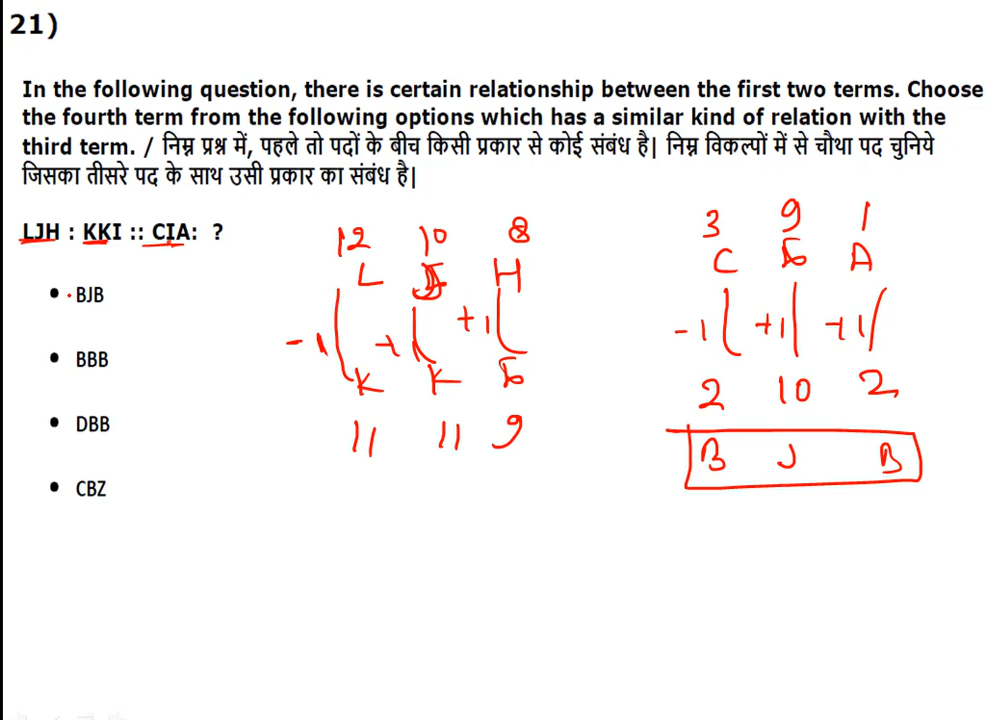 21)
In the following question, there is certain relationship between the first two terms. Choose
the fourth term from the following options which has a similar kind of relation with the
third term. / निम्न प्रश्न में, पहले तो पदों के बीच किसी प्रकार से कोई संबंध है| निम्न विकल्पों में से चौथा पद चुनिये
जिसका तीसरे पद के साथ उसी प्रकार का संबंध है|
LJH : KKI :: CIA: ?
12 10 8
L J H
-1 +1 +1
K K I
11 11 9
3 9 1
C I A
-1 +1 +1
2 10 2
B J B
• BJB
• BBB
• DBB
• CBZ